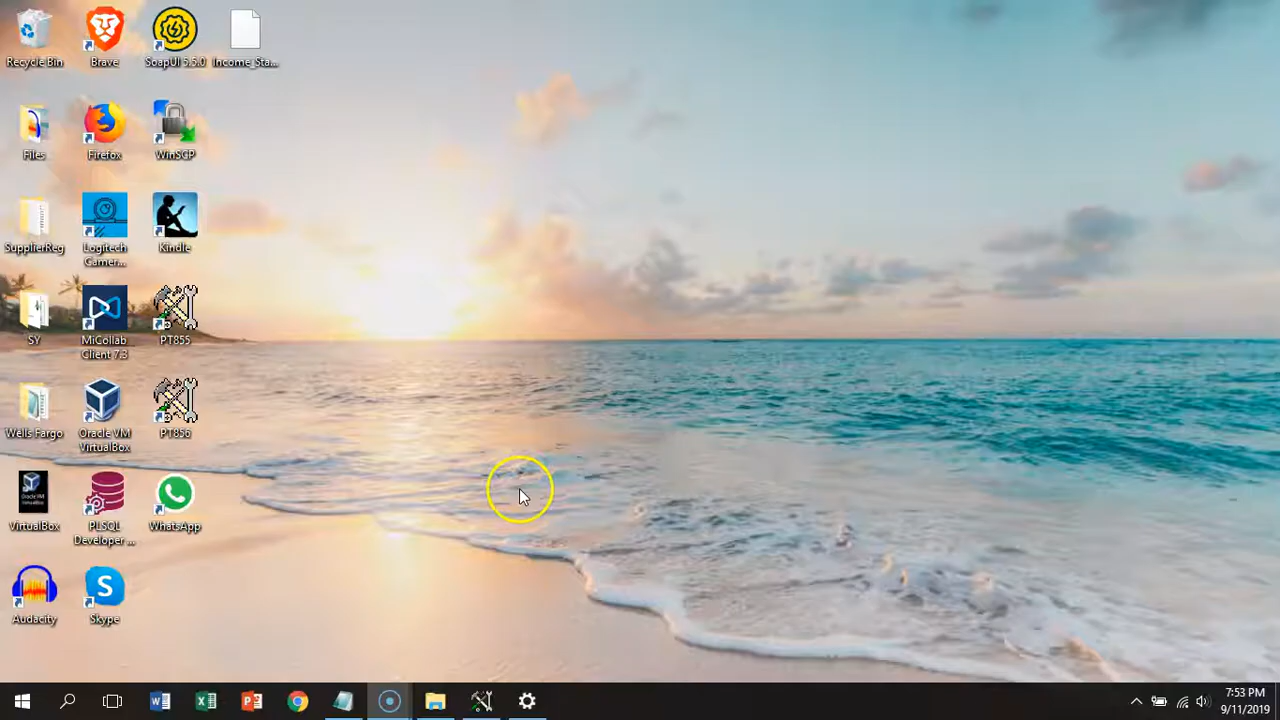 Recycle Bin
Brave
SoapUI 5.5.0
Income_Sta...
Files
Firefox
WinSCP
SupplierReg
Logitech
Camer...
Kindle
SY
MiCollab
Client 7.3
PT855
Wells Fargo
Oracle VM
VirtualBox
PT856
VirtualBox
PLSQL
Developer ...
WhatsApp
Audacity
Skype
7:53 PM
9/11/2019